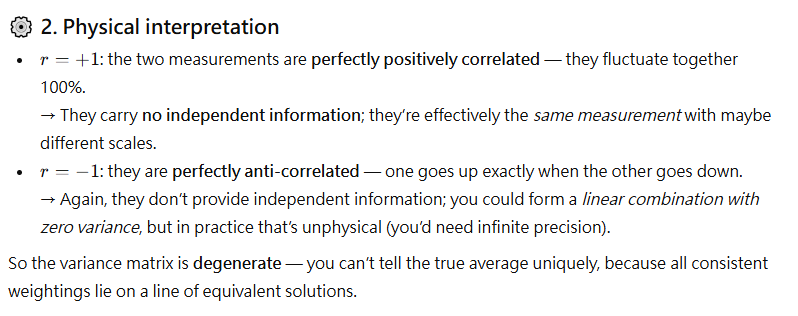 ⚙️ 2. Physical interpretation
• r = +1: the two measurements are perfectly positively correlated — they fluctuate together
100%.
→ They carry no independent information; they’re effectively the same measurement with maybe
different scales.
• r = −1: they are perfectly anti-correlated — one goes up exactly when the other goes down.
→ Again, they don’t provide independent information; you could form a linear combination with
zero variance, but in practice that’s unphysical (you’d need infinite precision).
So the variance matrix is degenerate — you can’t tell the true average uniquely, because all consistent
weightings lie on a line of equivalent solutions.